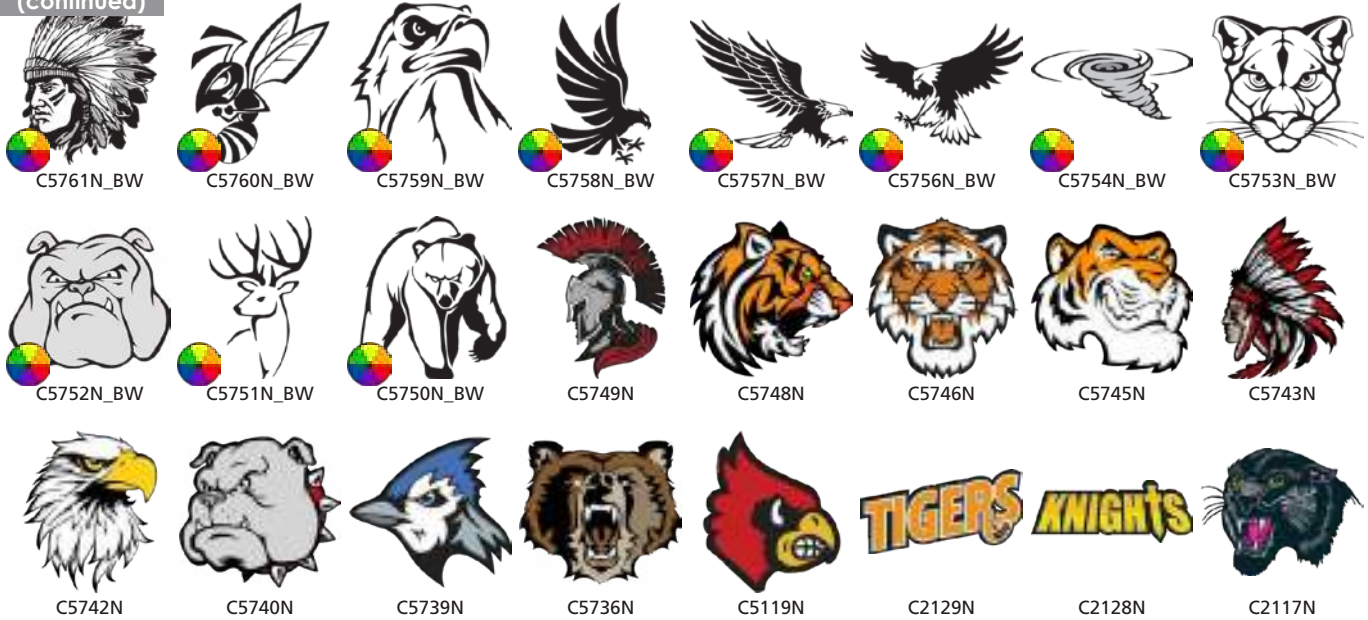 (continued)
C5761N_BW C5760N_BW C5759N_BW C5758N_BW C5757N_BW C5756N_BW C5754N_BW C5753N_BW
C5752N_BW C5751N_BW C5750N_BW C5749N C5748N C5746N C5745N C5743N
TIGERS KNIGHTS
C5742N C5740N C5739N C5736N C5119N C2129N C2128N C2117N